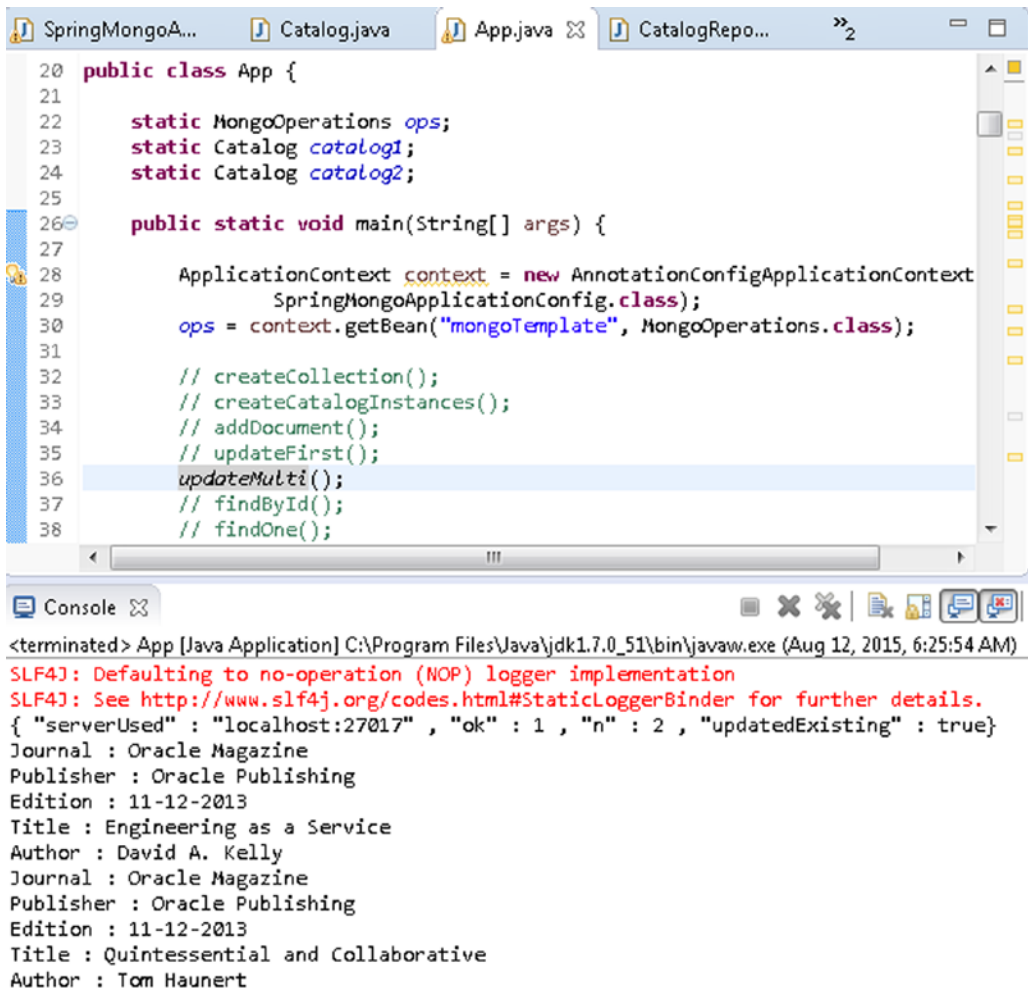 SpringMongoA... Catalog.java App.java CatalogRepo... »2
20 public class App {
21
22 static MongoOperations ops;
23 static Catalog catalog1;
24 static Catalog catalog2;
25
26 public static void main(String[] args) {
27
28 ApplicationContext context = new AnnotationConfigApplicationContext
29 SpringMongoApplicationConfig.class);
30 ops = context.getBean("mongoTemplate", MongoOperations.class);
31
32 // createCollection();
33 // createCatalogInstances();
34 // addDocument();
35 // updateFirst();
36 updateMulti();
37 // findById();
38 // findOne();
Console
<terminated> App [Java Application] C:\Program Files\Java\jdk1.7.0_51\bin\javaw.exe (Aug 12, 2015, 6:25:54 AM)
SLF4J: Defaulting to no-operation (NOP) logger implementation
SLF4J: See http://www.slf4j.org/codes.html#StaticLoggerBinder for further details.
{ "serverUsed" : "localhost:27017" , "ok" : 1 , "n" : 2 , "updatedExisting" : true}
Journal : Oracle Magazine
Publisher : Oracle Publishing
Edition : 11-12-2013
Title : Engineering as a Service
Author : David A. Kelly
Journal : Oracle Magazine
Publisher : Oracle Publishing
Edition : 11-12-2013
Title : Quintessential and Collaborative
Author : Tom Haunert